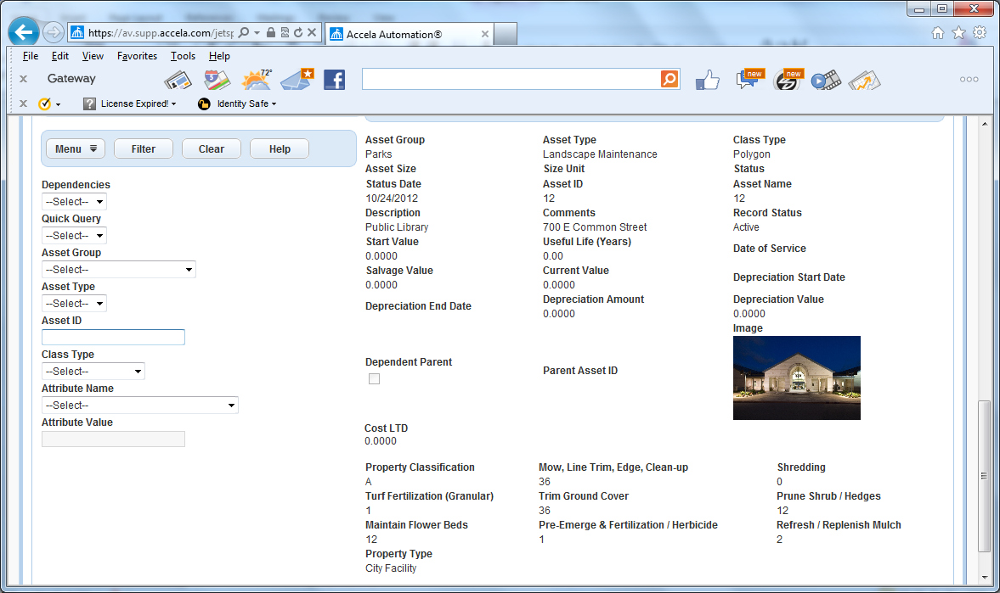 https://av.supp.accela.com/jetsp
Accela Automation®
File Edit View Favorites Tools Help
Gateway
72°
new
new
License Expired!
Identity Safe
Menu Filter Clear Help
Dependencies
--Select--
Quick Query
--Select--
Asset Group
--Select--
Asset Type
--Select--
Asset ID
Class Type
--Select--
Attribute Name
--Select--
Attribute Value
Asset Group Asset Type Class Type
Parks Landscape Maintenance Polygon
Asset Size Size Unit Status
Status Date Asset ID Asset Name
10/24/2012 12 12
Description Comments Record Status
Public Library 700 E Common Street Active
Start Value Useful Life (Years) Date of Service
0.0000 0.00
Salvage Value Current Value Depreciation Start Date
0.0000 0.0000
Depreciation End Date Depreciation Amount Depreciation Value
0.0000 0.0000
Image
Dependent Parent Parent Asset ID
Cost LTD
0.0000
Property Classification Mow, Line Trim, Edge, Clean-up Shredding
A 36 0
Turf Fertilization (Granular) Trim Ground Cover Prune Shrub / Hedges
1 36 12
Maintain Flower Beds Pre-Emerge & Fertilization / Herbicide Refresh / Replenish Mulch
12 1 2
Property Type
City Facility